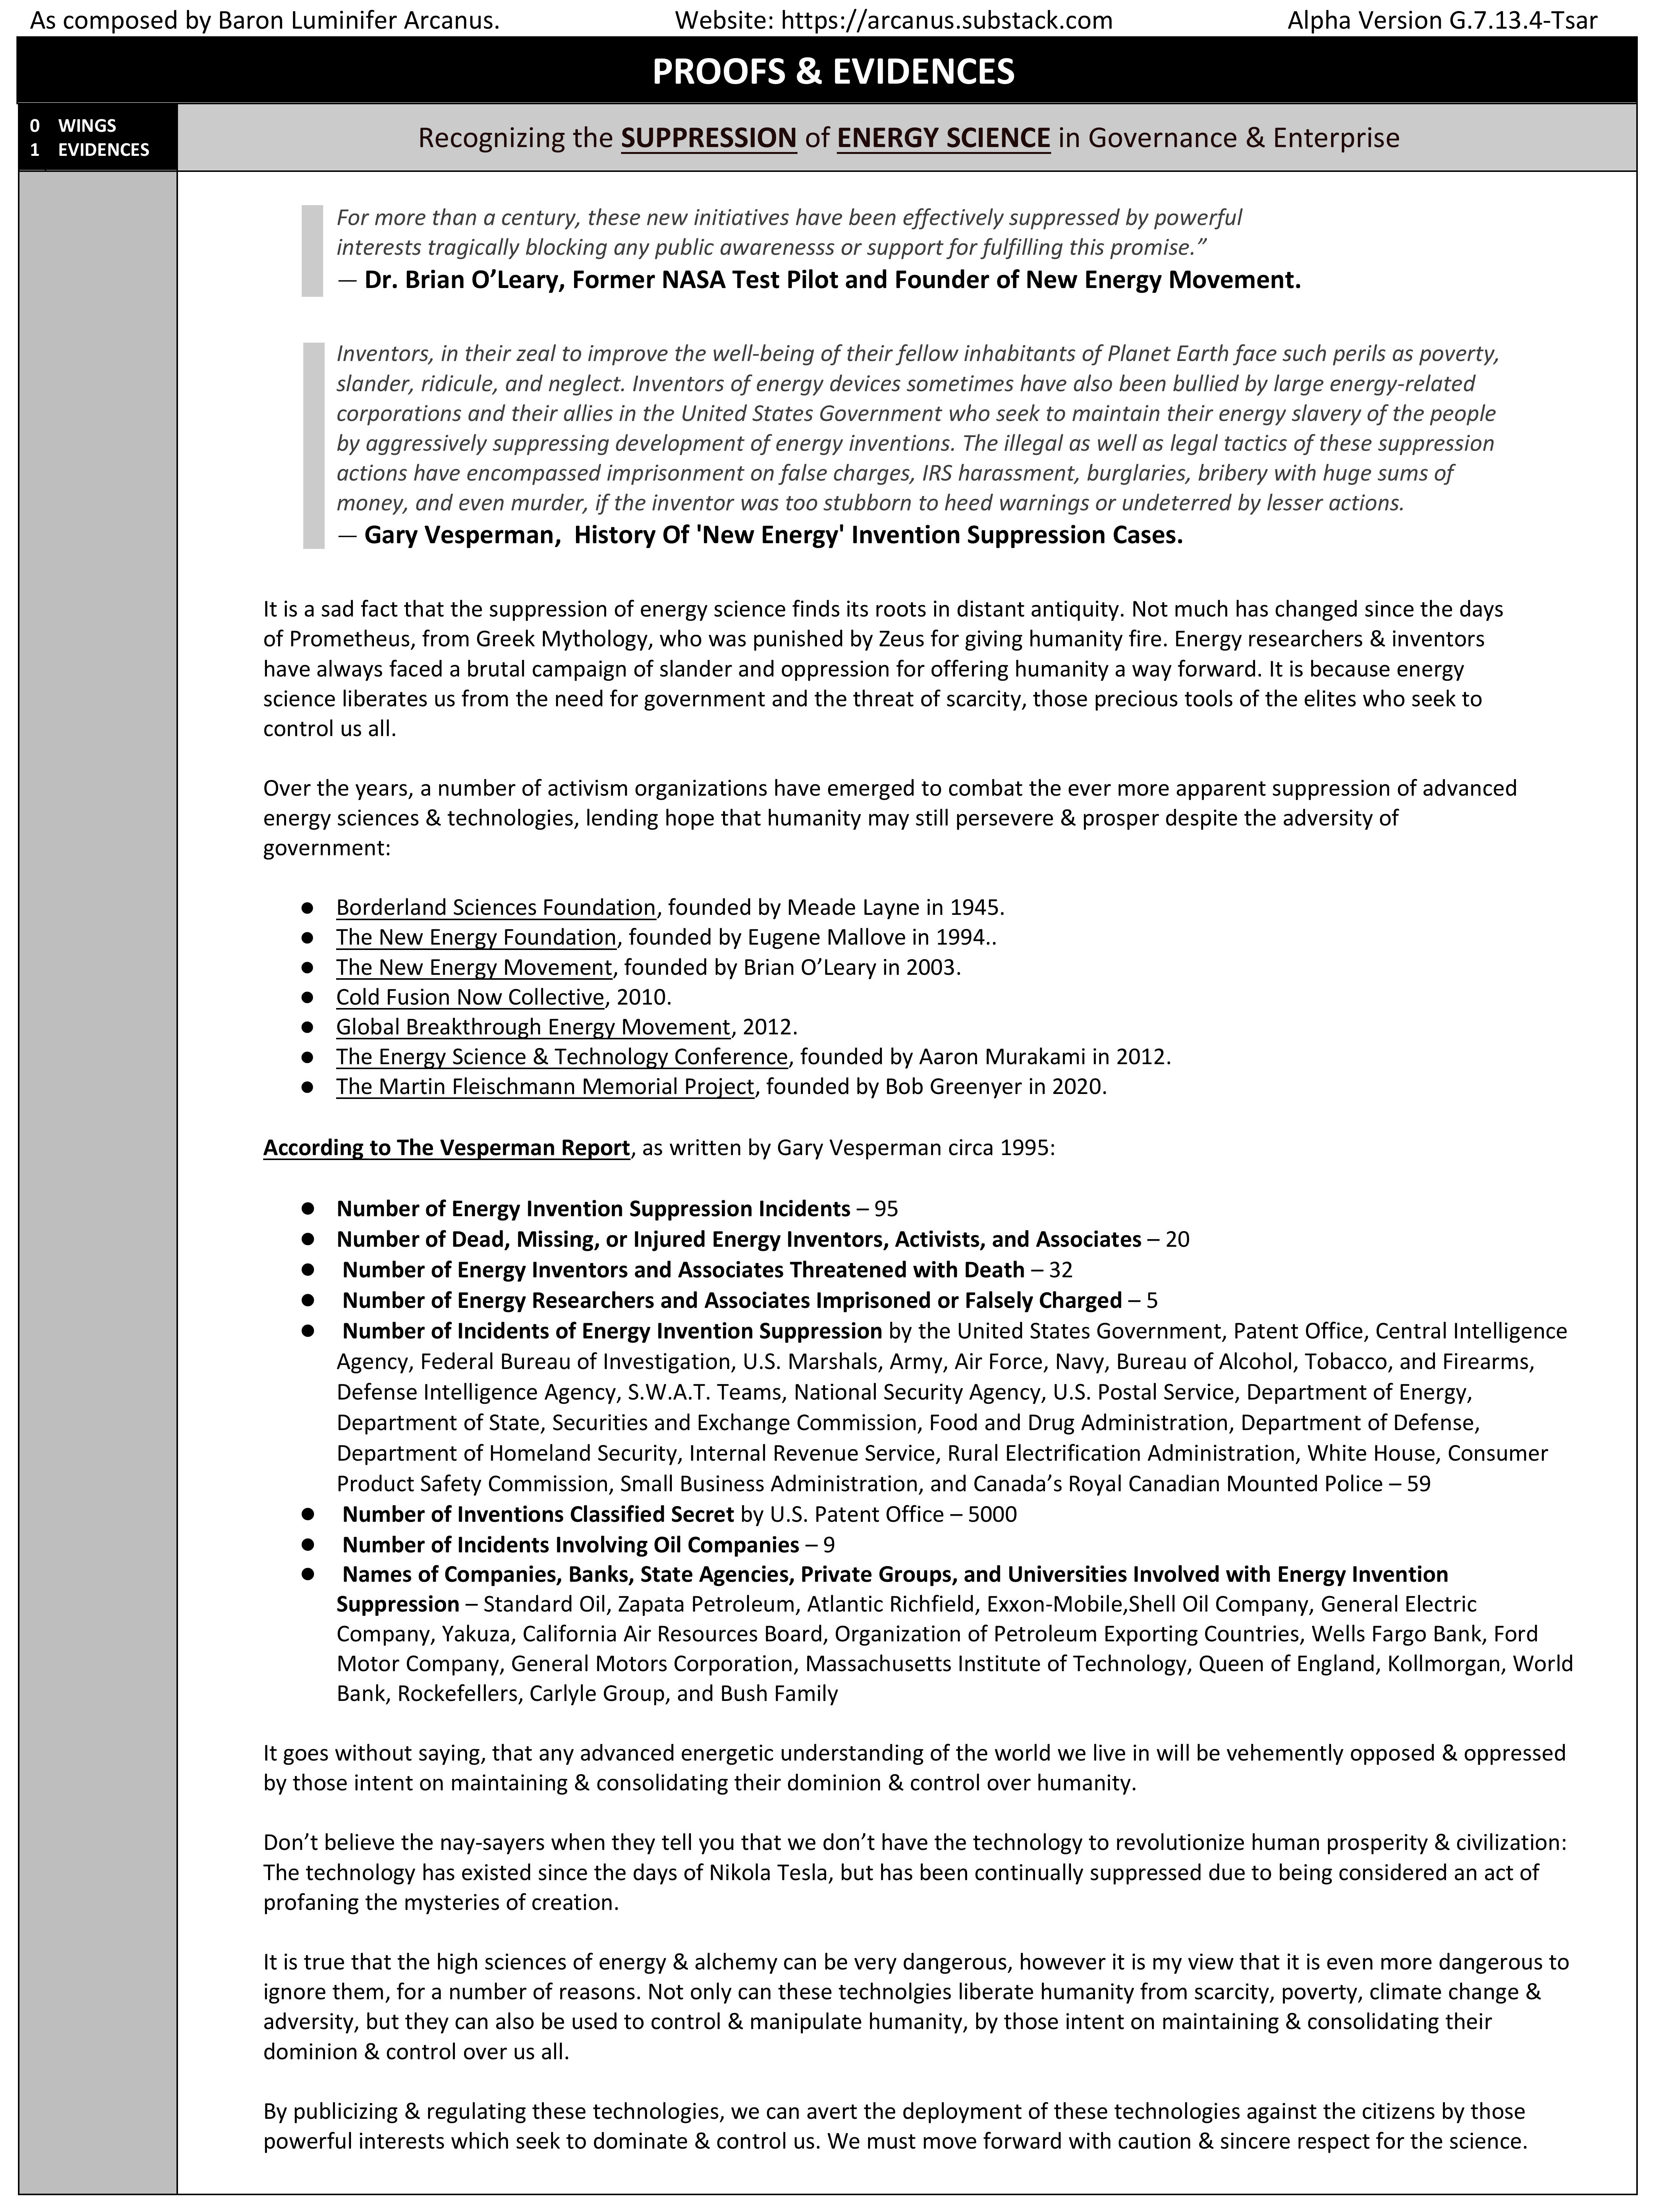 As composed by Baron Luminifer Arcanus. Website: https://arcanus.substack.com Alpha Version G.7.13.4-Tsar
PROOFS & EVIDENCES
0 WINGS
1 EVIDENCES
Recognizing the SUPPRESSION of ENERGY SCIENCE in Governance & Enterprise
For more than a century, these new initiatives have been effectively suppressed by powerful
interests tragically blocking any public awarenesss or support for fulfilling this promise.”
— Dr. Brian O’Leary, Former NASA Test Pilot and Founder of New Energy Movement.
Inventors, in their zeal to improve the well-being of their fellow inhabitants of Planet Earth face such perils as poverty,
slander, ridicule, and neglect. Inventors of energy devices sometimes have also been bullied by large energy-related
corporations and their allies in the United States Government who seek to maintain their energy slavery of the people
by aggressively suppressing development of energy inventions. The illegal as well as legal tactics of these suppression
actions have encompassed imprisonment on false charges, IRS harassment, burglaries, bribery with huge sums of
money, and even murder, if the inventor was too stubborn to heed warnings or undeterred by lesser actions.
— Gary Vesperman, History Of 'New Energy' Invention Suppression Cases.
It is a sad fact that the suppression of energy science finds its roots in distant antiquity. Not much has changed since the days
of Prometheus, from Greek Mythology, who was punished by Zeus for giving humanity fire. Energy researchers & inventors
have always faced a brutal campaign of slander and oppression for offering humanity a way forward. It is because energy
science liberates us from the need for government and the threat of scarcity, those precious tools of the elites who seek to
control us all.
Over the years, a number of activism organizations have emerged to combat the ever more apparent suppression of advanced
energy sciences & technologies, lending hope that humanity may still persevere & prosper despite the adversity of
government:
● Borderland Sciences Foundation, founded by Meade Layne in 1945.
● The New Energy Foundation, founded by Eugene Mallove in 1994..
● The New Energy Movement, founded by Brian O’Leary in 2003.
● Cold Fusion Now Collective, 2010.
● Global Breakthrough Energy Movement, 2012.
● The Energy Science & Technology Conference, founded by Aaron Murakami in 2012.
● The Martin Fleischmann Memorial Project, founded by Bob Greenyer in 2020.
According to The Vesperman Report, as written by Gary Vesperman circa 1995:
● Number of Energy Invention Suppression Incidents – 95
● Number of Dead, Missing, or Injured Energy Inventors, Activists, and Associates – 20
● Number of Energy Inventors and Associates Threatened with Death – 32
● Number of Energy Researchers and Associates Imprisoned or Falsely Charged – 5
● Number of Incidents of Energy Invention Suppression by the United States Government, Patent Office, Central Intelligence
Agency, Federal Bureau of Investigation, U.S. Marshals, Army, Air Force, Navy, Bureau of Alcohol, Tobacco, and Firearms,
Defense Intelligence Agency, S.W.A.T. Teams, National Security Agency, U.S. Postal Service, Department of Energy,
Department of State, Securities and Exchange Commission, Food and Drug Administration, Department of Defense,
Department of Homeland Security, Internal Revenue Service, Rural Electrification Administration, White House, Consumer
Product Safety Commission, Small Business Administration, and Canada’s Royal Canadian Mounted Police – 59
● Number of Inventions Classified Secret by U.S. Patent Office – 5000
● Number of Incidents Involving Oil Companies – 9
● Names of Companies, Banks, State Agencies, Private Groups, and Universities Involved with Energy Invention
Suppression – Standard Oil, Zapata Petroleum, Atlantic Richfield, Exxon-Mobile,Shell Oil Company, General Electric
Company, Yakuza, California Air Resources Board, Organization of Petroleum Exporting Countries, Wells Fargo Bank, Ford
Motor Company, General Motors Corporation, Massachusetts Institute of Technology, Queen of England, Kollmorgan, World
Bank, Rockefellers, Carlyle Group, and Bush Family
It goes without saying, that any advanced energetic understanding of the world we live in will be vehemently opposed & oppressed
by those intent on maintaining & consolidating their dominion & control over humanity.
Don’t believe the nay-sayers when they tell you that we don’t have the technology to revolutionize human prosperity & civilization:
The technology has existed since the days of Nikola Tesla, but has been continually suppressed due to being considered an act of
profaning the mysteries of creation.
It is true that the high sciences of energy & alchemy can be very dangerous, however it is my view that it is even more dangerous to
ignore them, for a number of reasons. Not only can these technolgies liberate humanity from scarcity, poverty, climate change &
adversity, but they can also be used to control & manipulate humanity, by those intent on maintaining & consolidating their
dominion & control over us all.
By publicizing & regulating these technologies, we can avert the deployment of these technologies against the citizens by those
powerful interests which seek to dominate & control us. We must move forward with caution & sincere respect for the science.